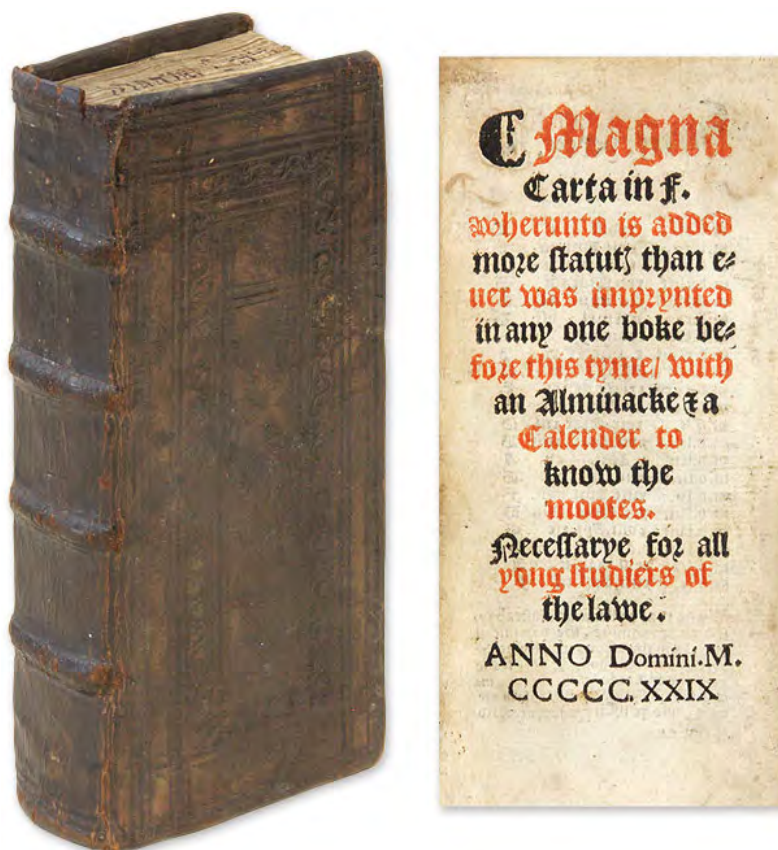 STATUTA
Magna
Carta in f.
wherunto is added
more statutꝭ than e⸗
uer was imprynted
in any one boke be⸗
fore this tyme/ with
an Alminacke ⁊ a
Calender to
know the
mootes.
Necessarye for all
yong studiers of
the lawe.
ANNO Domini.M.
CCCCC.XXIX